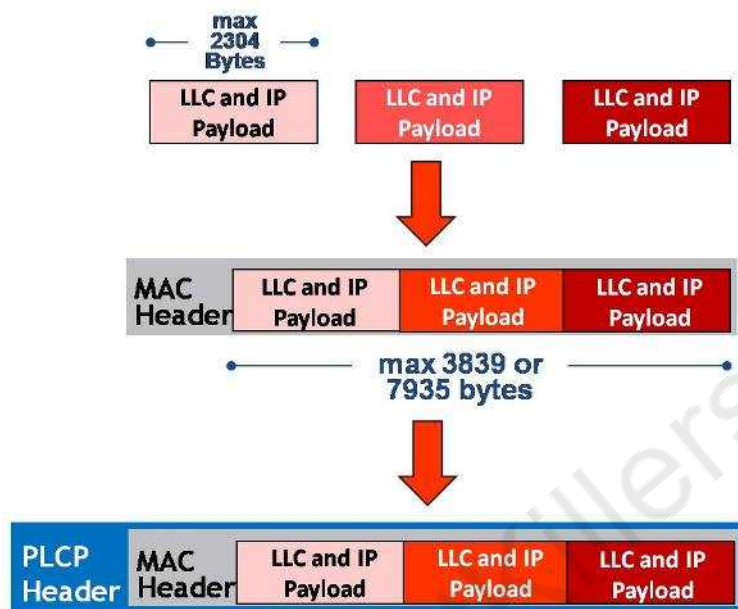 max
2304
Bytes
LLC and IP
Payload
LLC and IP
Payload
LLC and IP
Payload
MAC
Header
LLC and IP
Payload
LLC and IP
Payload
LLC and IP
Payload
max 3839 or
7935 bytes
PLCP
Header
MAC
Header
LLC and IP
Payload
LLC and IP
Payload
LLC and IP
Payload